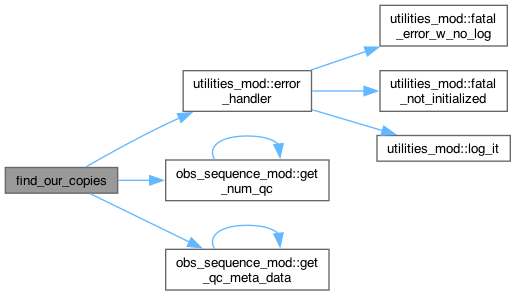 utilities_mod::fatal
_error_w_no_log
utilities_mod::error
_handler
utilities_mod::fatal
_not_initialized
utilities_mod::log_it
find_our_copies
obs_sequence_mod::get
_num_qc
obs_sequence_mod::get
_qc_meta_data